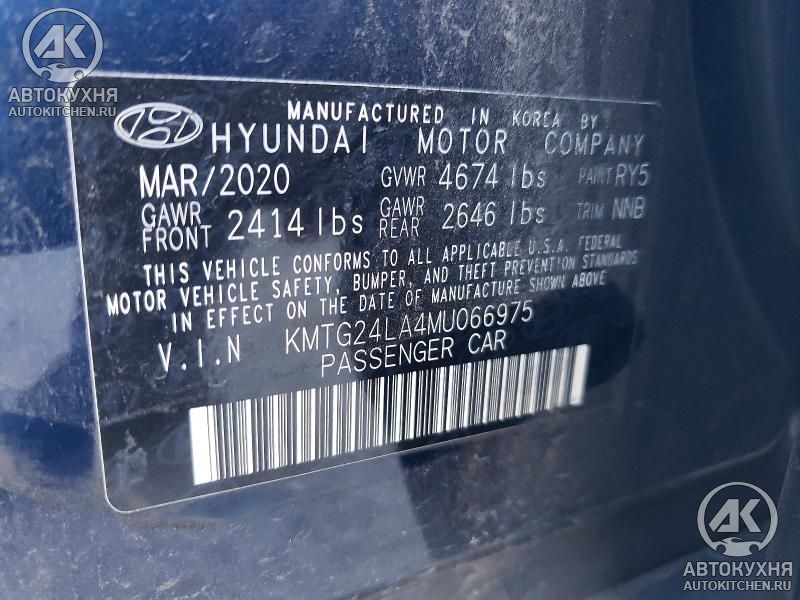 АК
АВТОКУХНЯ
AUTOKITCHEN.RU
MANUFACTURED IN KOREA BY
HYUNDAI MOTOR COMPANY
MAR/2020 GVWR 4674 lbs PAINT RY5
GAWR FRONT 2414 lbs GAWR REAR 2646 lbs TRIM NNB
THIS VEHICLE CONFORMS TO ALL APPLICABLE U.S.A. FEDERAL
MOTOR VEHICLE SAFETY, BUMPER, AND THEFT PREVENTION STANDARDS
IN EFFECT ON THE DATE OF MANUFACTURE SHOWN ABOVE
V.I.N KMTG24LA4MU066975
PASSENGER CAR
АК
АВТОКУХНЯ
AUTOKITCHEN.RU